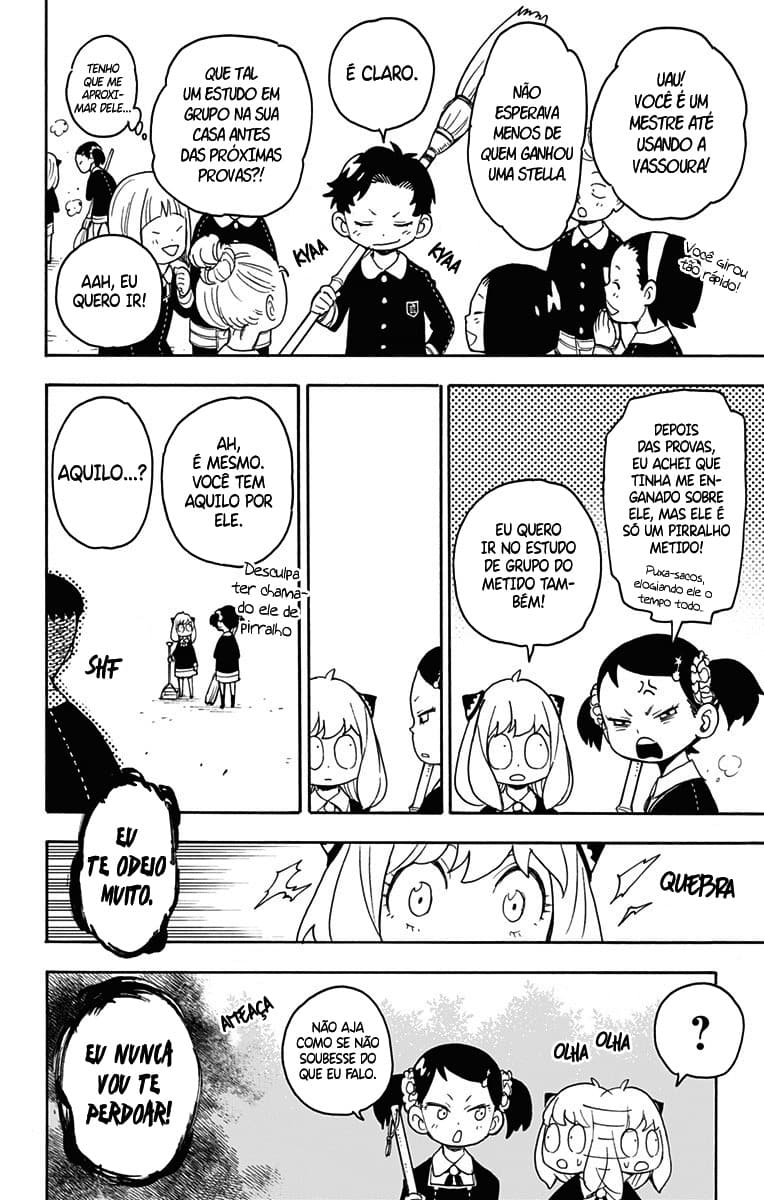 UAU!
VOCÊ É UM
MESTRE ATÉ
USANDO A
VASSOURA!
Você girou
tão rápido!
NÃO
ESPERAVA
MENOS DE
QUEM GANHOU
UMA STELLA.
KYAA
É CLARO.
KYAA
QUE TAL
UM ESTUDO EM
GRUPO NA SUA
CASA ANTES
DAS PRÓXIMAS
PROVAS?!
AAH, EU
QUERO IR!
TENHO
QUE ME
APROXI-
MAR DELE...
DEPOIS
DAS PROVAS,
EU ACHEI QUE
TINHA ME EN-
GANADO SOBRE
ELE, MAS ELE É
SÓ UM PIRRALHO
METIDO!
Puxa-sacos,
elogiando ele o
tempo todo...
EU QUERO
IR NO ESTUDO
DE GRUPO DO
METIDO TAM-
BÉM!
AH,
É MESMO.
VOCÊ TEM
AQUILO POR
ELE.
Desculpa
ter chama-
do ele de
pirralho
AQUILO...?
SHF
QUEBRA
EU
TE ODEIO
MUITO.
?
OLHA
OLHA
NÃO AJA
COMO SE NÃO
SOUBESSE DO
QUE EU FALO.
AMEAÇA
EU NUNCA
VOU TE
PERDOAR!